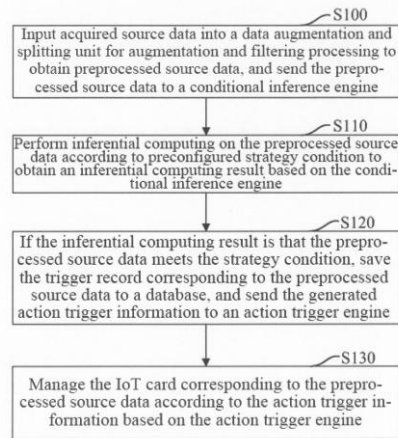 S100
Input acquired source data into a data augmentation and
splitting unit for augmentation and filtering processing to
obtain preprocessed source data, and send the prepro-
cessed source data to a conditional inference engine
S110
Perform inferential computing on the preprocessed source
data according to preconfigured strategy condition to
obtain an inferential computing result based on the condi-
tional inference engine
S120
If the inferential computing result is that the prepro-
cessed source data meets the strategy condition, save
the trigger record corresponding to the preprocessed
source data to a database, and send the generated
action trigger information to an action trigger engine
S130
Manage the IoT card corresponding to the prepro-
cessed source data according to the action trigger in-
formation based on the action trigger engine